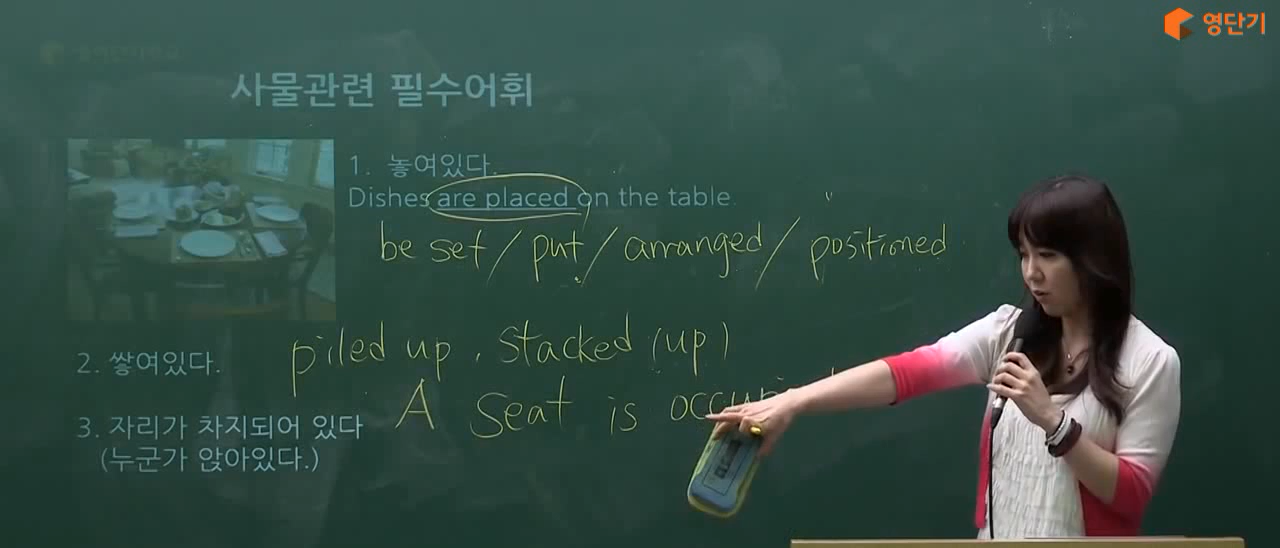 영단기
사물관련 필수어휘
1. 놓여있다.
Dishes are placed on the table.
be set / put / arranged / positioned
2. 쌓여있다.
piled up, stacked (up)
3. 자리가 차지되어 있다
(누군가 앉아있다.)
A seat is